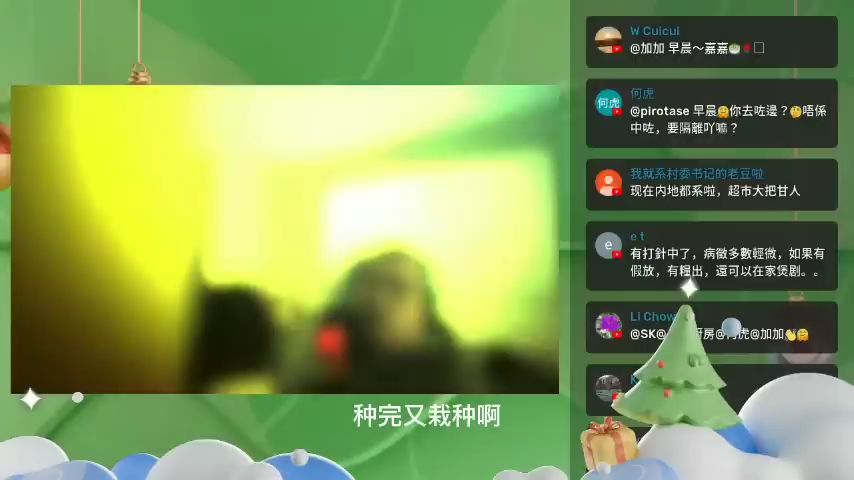 W Cuicui
@加加 早晨～嘉嘉
何虎
何虎
@pirotase 早晨你去咗邊？唔係
中咗，要隔離吖嘛？
我就系村委书记的老豆啦
现在内地都系啦，超市大把甘人
e
e t
有打針中了，病徵多數輕微，如果有
假放，有糧出，還可以在家煲剧。。
Li Chow
@SK@
@加加
种完又栽种啊